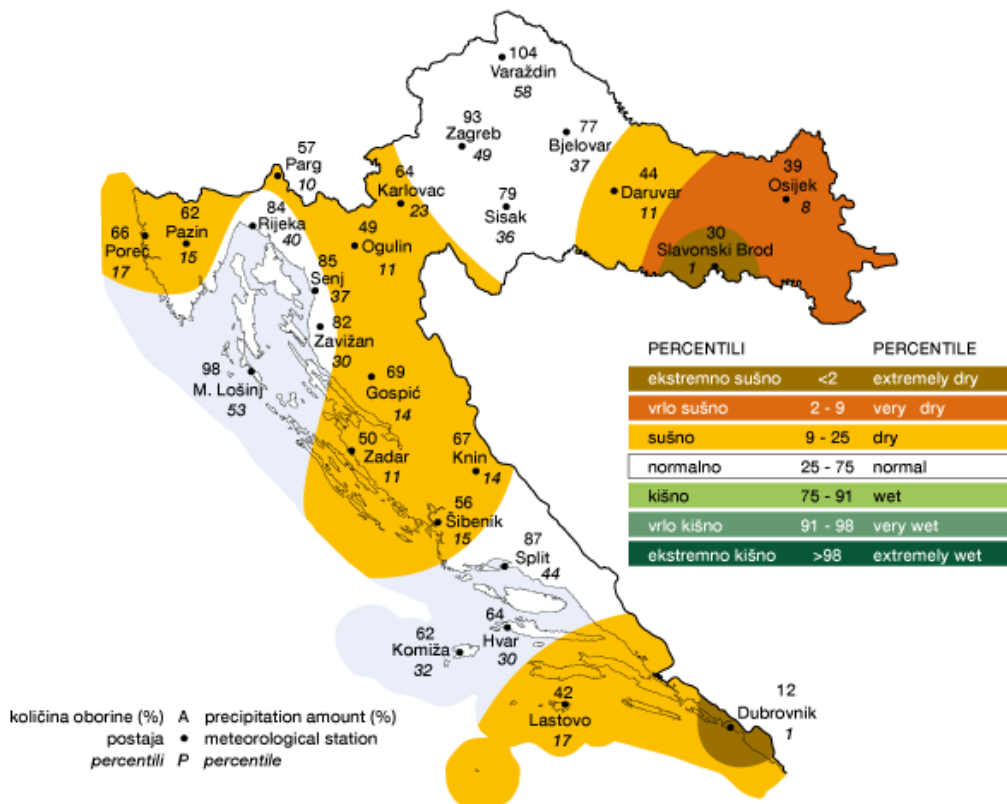 104
Varaždin
58
93
Zagreb
49
77
Bjelovar
37
57
Parg
10
64
Karlovac
23
79
Sisak
36
44
Daruvar
11
39
Osijek
8
30
Slavonski Brod
1
66
Poreč
17
62
Pazin
15
84
Rijeka
40
49
Ogulin
11
85
Senj
37
82
Zavižan
30
98
M. Lošinj
53
69
Gospić
14
50
Zadar
11
67
Knin
14
56
Šibenik
15
87
Split
44
64
Hvar
30
62
Komiža
32
42
Lastovo
17
12
Dubrovnik
1
PERCENTILI PERCENTILE
ekstremno sušno <2 extremely dry
vrlo sušno 2 - 9 very dry
sušno 9 - 25 dry
normalno 25 - 75 normal
kišno 75 - 91 wet
vrlo kišno 91 - 98 very wet
ekstremno kišno >98 extremely wet
količina oborine (%) A precipitation amount (%)
postaja ● meteorological station
percentili P percentile